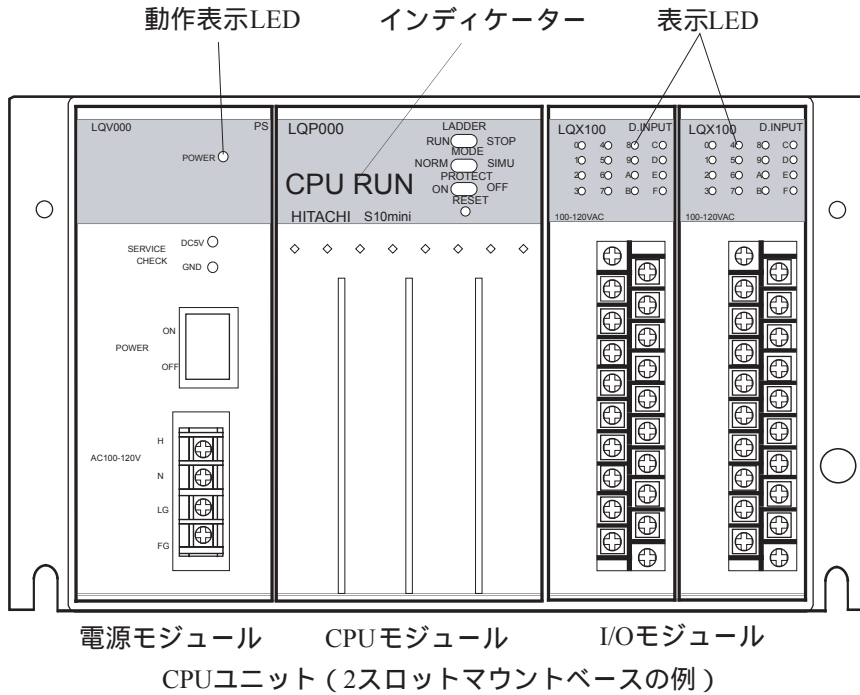 動作表示LED
インディケーター
表示LED
LQV000 PS
POWER
SERVICE CHECK
DC5V
GND
POWER
ON
OFF
AC100-120V
H
N
LG
FG
LQP000
LADDER
RUN STOP
MODE
NORM SIMU
PROTECT
ON OFF
RESET
CPU RUN
HITACHI S10mini
LQX100 D.INPUT
0 4 8 C
1 5 9 D
2 6 A E
3 7 B F
100-120VAC
LQX100 D.INPUT
0 4 8 C
1 5 9 D
2 6 A E
3 7 B F
100-120VAC
電源モジュール
CPUモジュール
I/Oモジュール
CPUユニット(2スロットマウントベースの例)